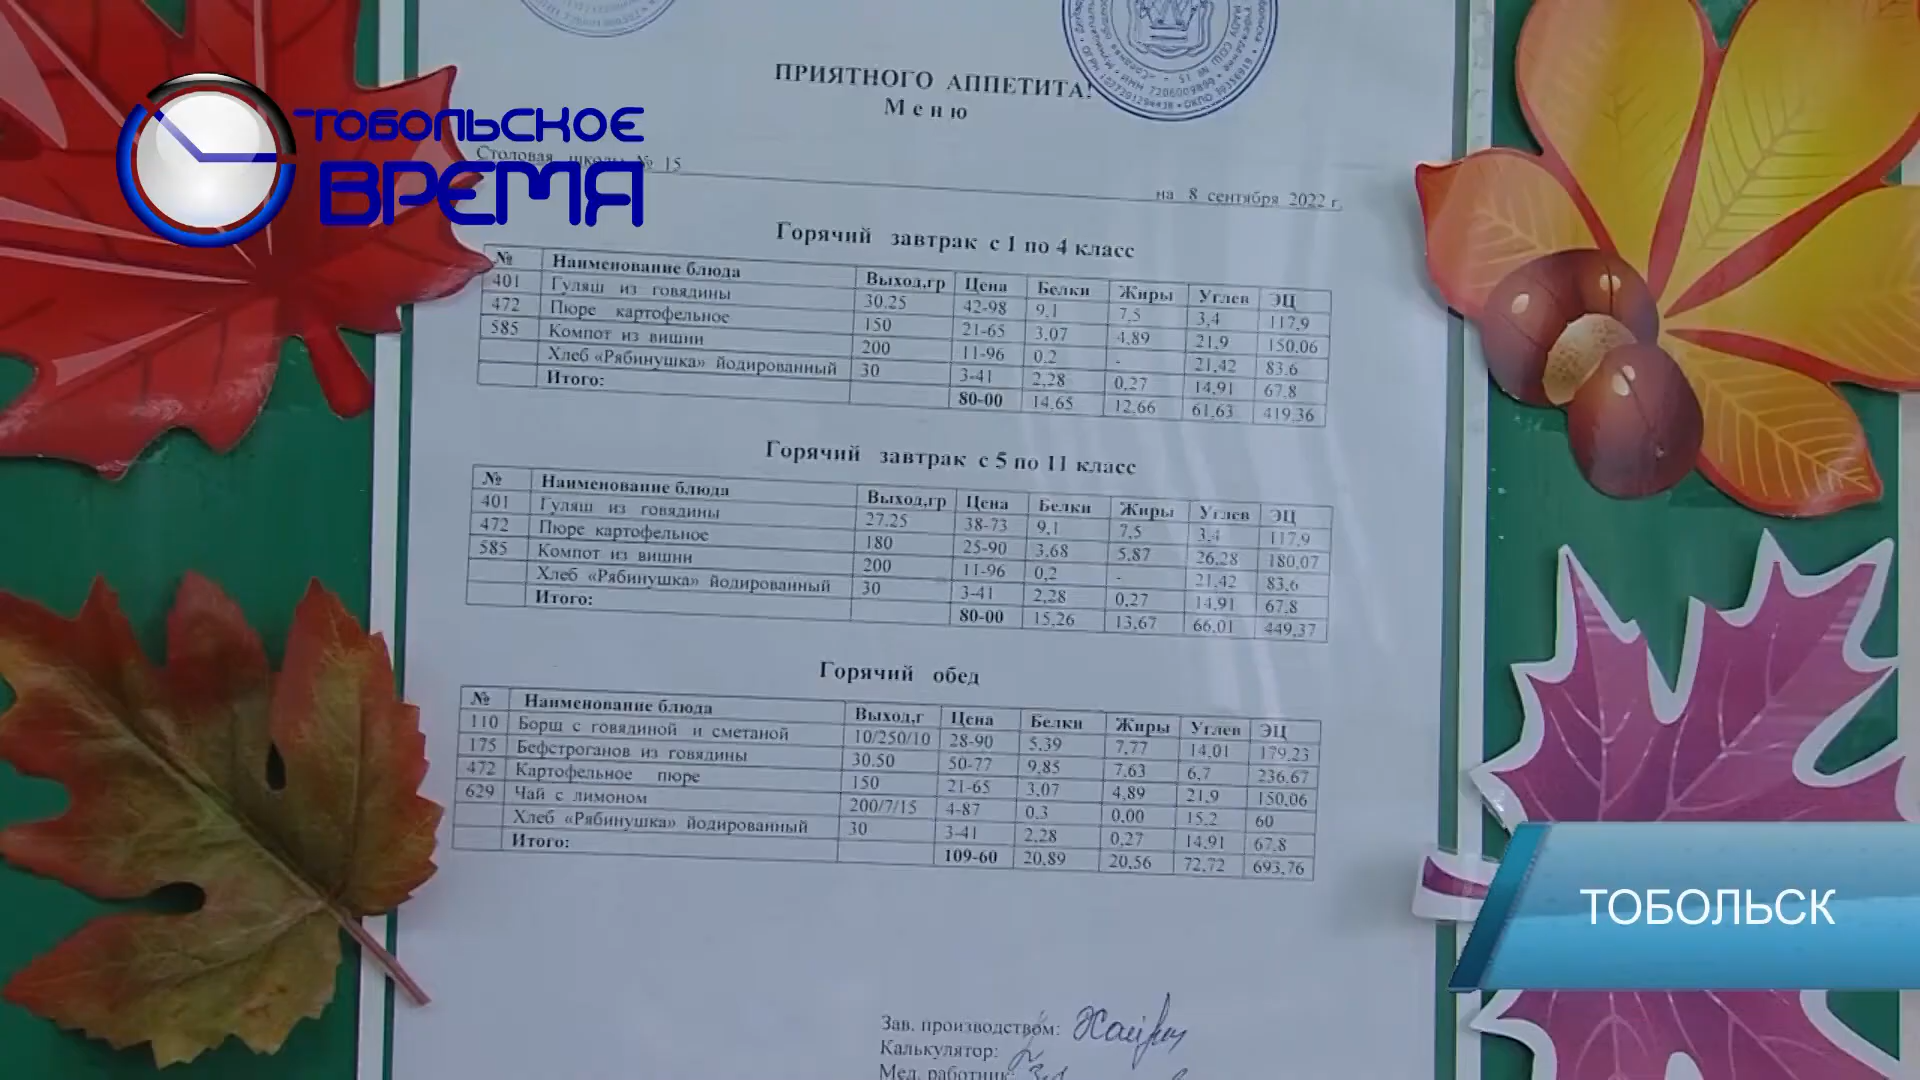 ТОБОЛЬСКОЕ
ВРЕМЯ
ПРИЯТНОГО АППЕТИТА!
Меню
Столовая школы № 15
на 8 сентября 2022 г.
Горячий завтрак с 1 по 4 класс
№ Наименование блюда Выход,гр Цена Белки Жиры Углев ЭЦ
401 Гуляш из говядины 30,25 42-98 9,1 7,5 3,4 117,9
472 Пюре картофельное 150 21-65 3,07 4,89 21,9 150,06
585 Компот из вишни 200 11-96 0,2 - 21,42 83,6
Хлеб «Рябинушка» йодированный 30 3-41 2,28 0,27 14,91 67,8
Итого: 80-00 14,65 12,66 61,63 419,36
Горячий завтрак с 5 по 11 класс
№ Наименование блюда Выход,гр Цена Белки Жиры Углев ЭЦ
401 Гуляш из говядины 27,25 38-73 9,1 7,5 3,4 117,9
472 Пюре картофельное 180 25-90 3,68 5,87 26,28 180,07
585 Компот из вишни 200 11-96 0,2 - 21,42 83,6
Хлеб «Рябинушка» йодированный 30 3-41 2,28 0,27 14,91 67,8
Итого: 80-00 15,26 13,67 66,01 449,37
Горячий обед
№ Наименование блюда Выход,г Цена Белки Жиры Углев ЭЦ
110 Борщ с говядиной и сметаной 10/250/10 28-90 5,39 7,77 14,01 179,23
175 Бефстроганов из говядины 30,50 50-77 9,85 7,63 6,7 236,67
472 Картофельное пюре 150 21-65 3,07 4,89 21,9 150,06
629 Чай с лимоном 200/7/15 4-87 0,3 0,00 15,2 60
Хлеб «Рябинушка» йодированный 30 3-41 2,28 0,27 14,91 67,8
Итого: 109-60 20,89 20,56 72,72 693,76
ТОБОЛЬСК
Зав. производством:
Калькулятор:
Мед. работник: